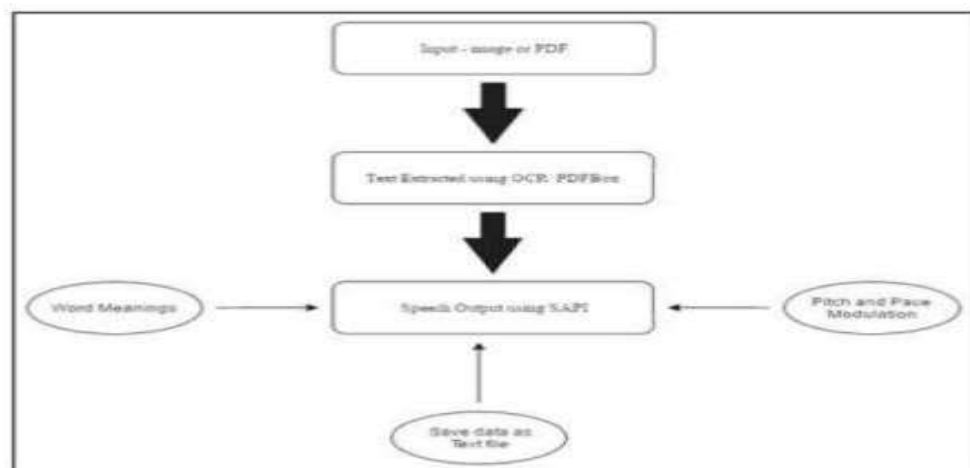 Input - image or PDF
Text Extracted using OCR/ PDFBox
Word Meanings
Speech Output using SAPI
Pitch and Pace
Modulation
Save data as
Text file